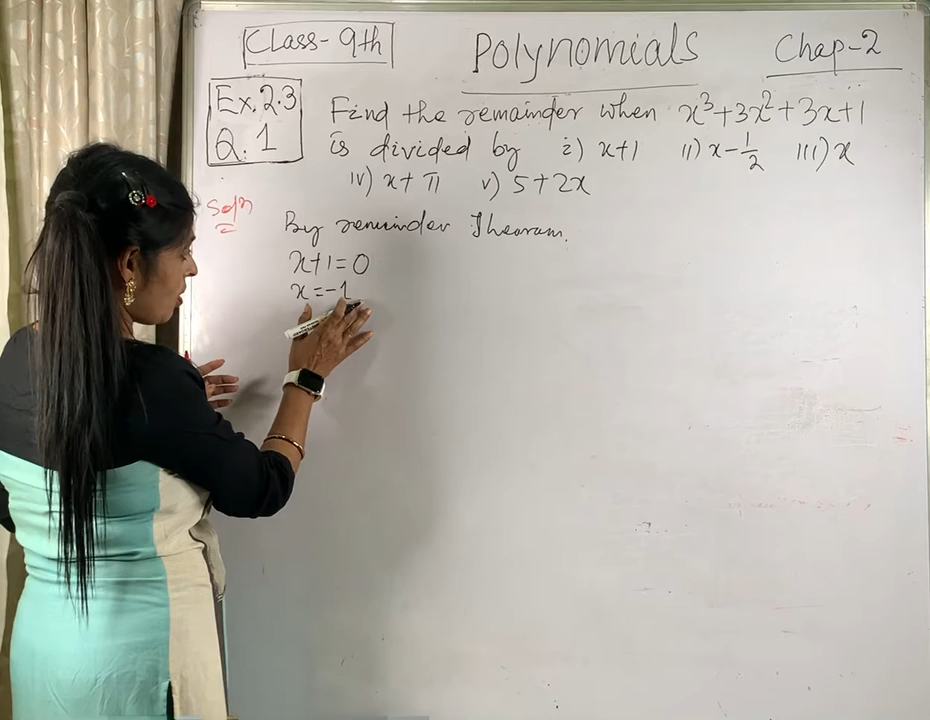 Class-9th
Polynomials
Chap-2
Ex.2.3
Q.1
Find the remainder when x³+3x²+3x+1
is divided by i) x+1 ii) x-1/2 iii) x
iv) x+π v) 5+2x
Soln
By remainder Theoram.
x+1=0
x=-1